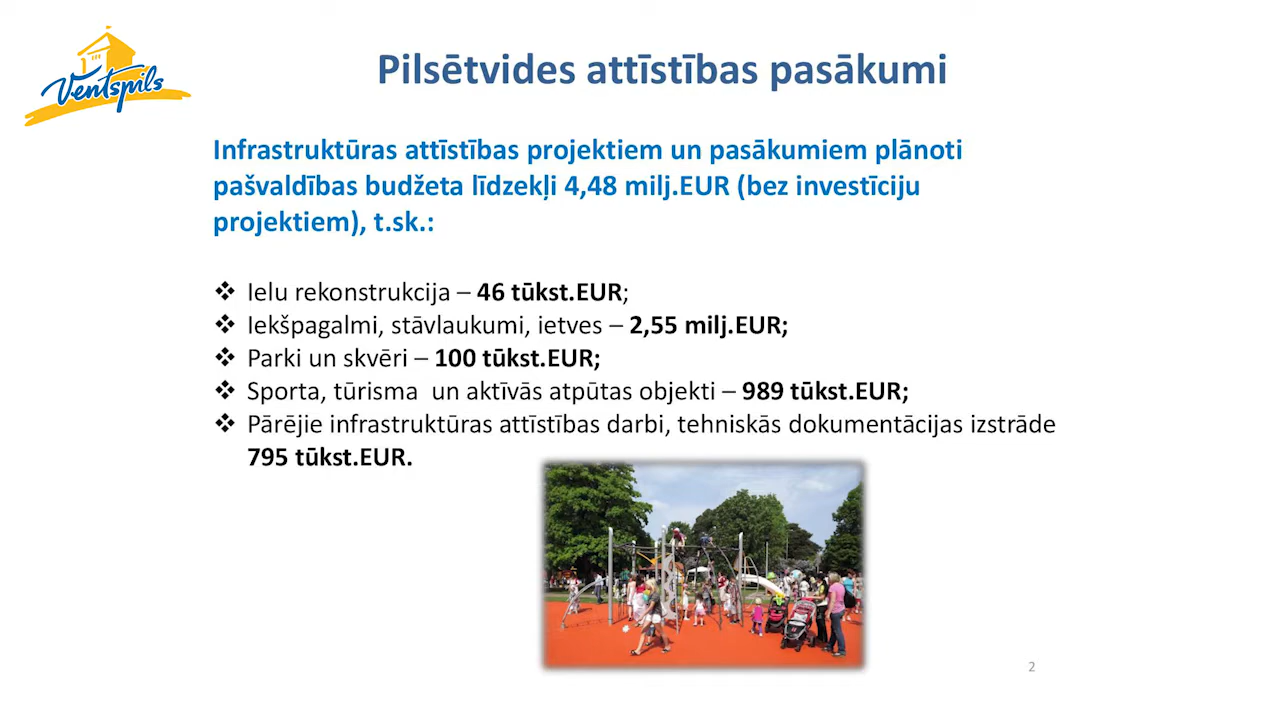 Ventspils
Pilsētvides attīstības pasākumi
Infrastruktūras attīstības projektiem un pasākumiem plānoti
pašvaldības budžeta līdzekļi 4,48 milj.EUR (bez investīciju
projektiem), t.sk.:
❖ Ielu rekonstrukcija – 46 tūkst.EUR;
❖ Iekšpagalmi, stāvlaukumi, ietves – 2,55 milj.EUR;
❖ Parki un skvēri – 100 tūkst.EUR;
❖ Sporta, tūrisma un aktīvās atpūtas objekti – 989 tūkst.EUR;
❖ Pārējie infrastruktūras attīstības darbi, tehniskās dokumentācijas izstrāde
795 tūkst.EUR.
2